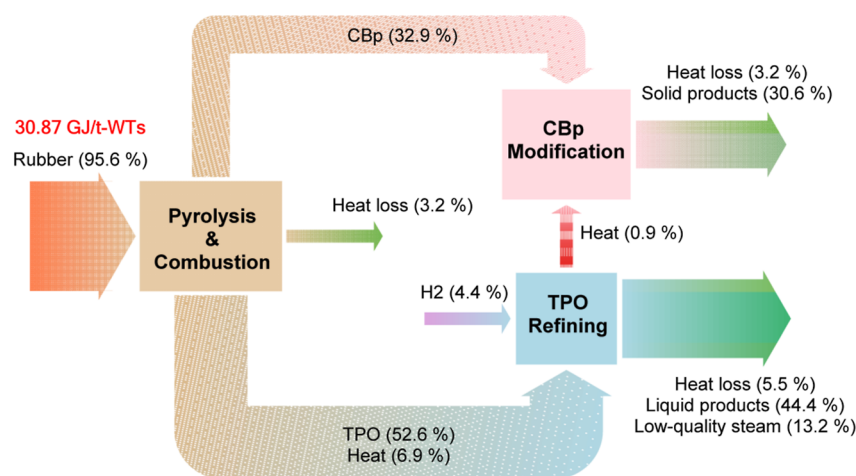 CBp (32.9 %)
Heat loss (3.2 %)
Solid products (30.6 %)
30.87 GJ/t-WTs
Rubber (95.6 %)
CBp
Modification
Pyrolysis
&
Combustion
Heat loss (3.2 %)
Heat (0.9 %)
H2 (4.4 %)
TPO
Refining
Heat loss (5.5 %)
Liquid products (44.4 %)
Low-quality steam (13.2 %)
TPO (52.6 %)
Heat (6.9 %)